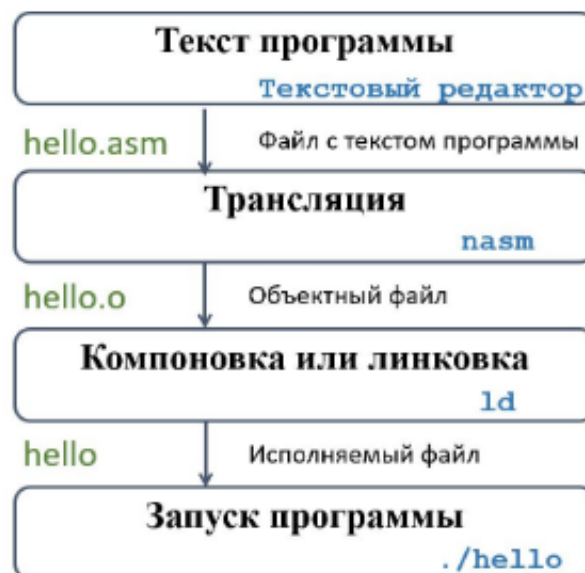 Текст программы
Текстовый редактор
hello.asm Файл с текстом программы
Трансляция
nasm
hello.o Объектный файл
Компоновка или линковка
ld
hello Исполняемый файл
Запуск программы
./hello